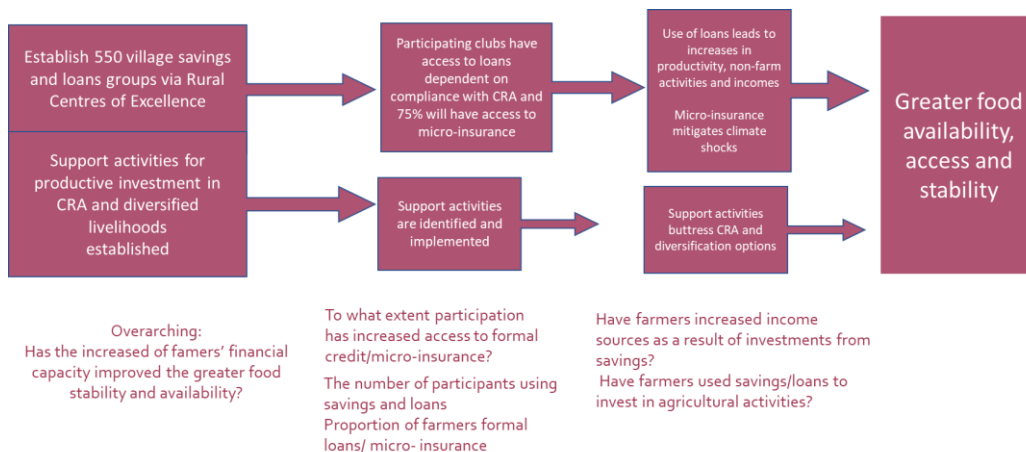 Establish 550 village savings
and loans groups via Rural
Centres of Excellence
Participating clubs have
access to loans
dependent on
compliance with CRA and
75% will have access to
micro-insurance
Use of loans leads to
increases in
productivity, non-farm
activities and incomes
Micro-insurance
mitigates climate
shocks
Greater food
availability,
access and
stability
Support activities for
productive investment in
CRA and diversified
livelihoods
established
Support activities
are identified and
implemented
Support activities
buttress CRA and
diversification options
Overarching:
Has the increased of famers' financial
capacity improved the greater food
stability and availability?
To what extent participation
has increased access to formal
credit/micro-insurance?
The number of participants using
savings and loans
Proportion of farmers formal
loans/ micro- insurance
Have farmers increased income
sources as a result of investments from
savings?
Have farmers used savings/loans to
invest in agricultural activities?